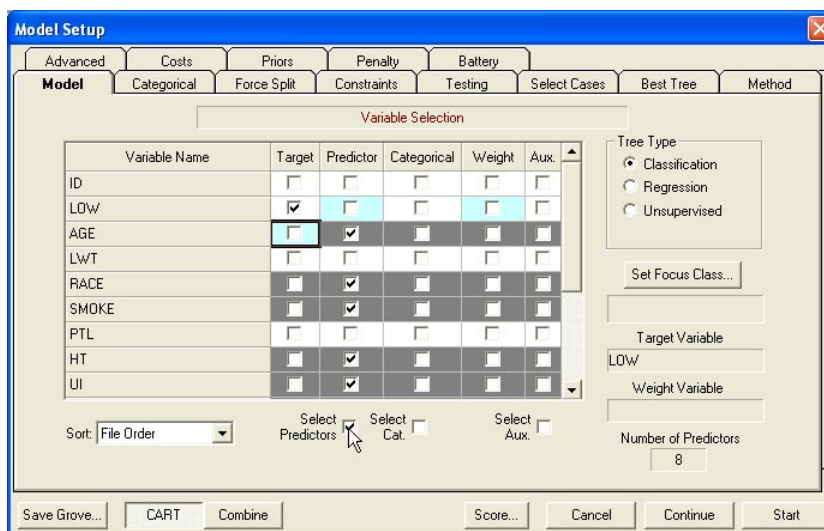 Model Setup
Advanced Costs Priors Penalty Battery
Model Categorical Force Split Constraints Testing Select Cases Best Tree Method
Variable Selection
Variable Name Target Predictor Categorical Weight Aux.
ID
LOW
AGE
LWT
RACE
SMOKE
PTL
HT
UI
Sort: File Order
Select Predictors
Select Cat.
Select Aux.
Tree Type
Classification
Regression
Unsupervised
Set Focus Class...
Target Variable
LOW
Weight Variable
Number of Predictors
8
Save Grove... CART Combine Score... Cancel Continue Start